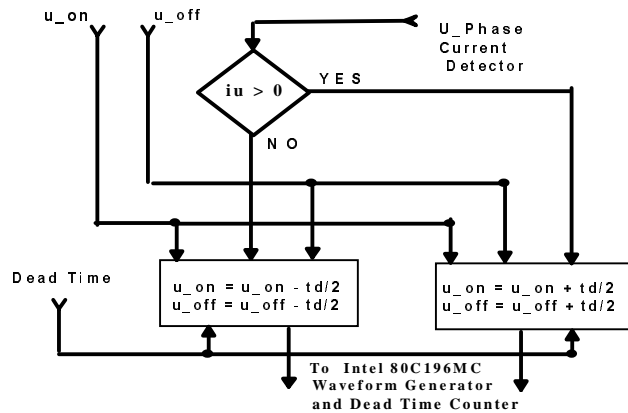 u_on
u_off
U_Phase
Current
Detector
iu > 0
YES
NO
Dead Time
u_on = u_on - td/2
u_off = u_off - td/2
u_on = u_on + td/2
u_off = u_off + td/2
To Intel 80C196MC
Waveform Generator
and Dead Time Counter